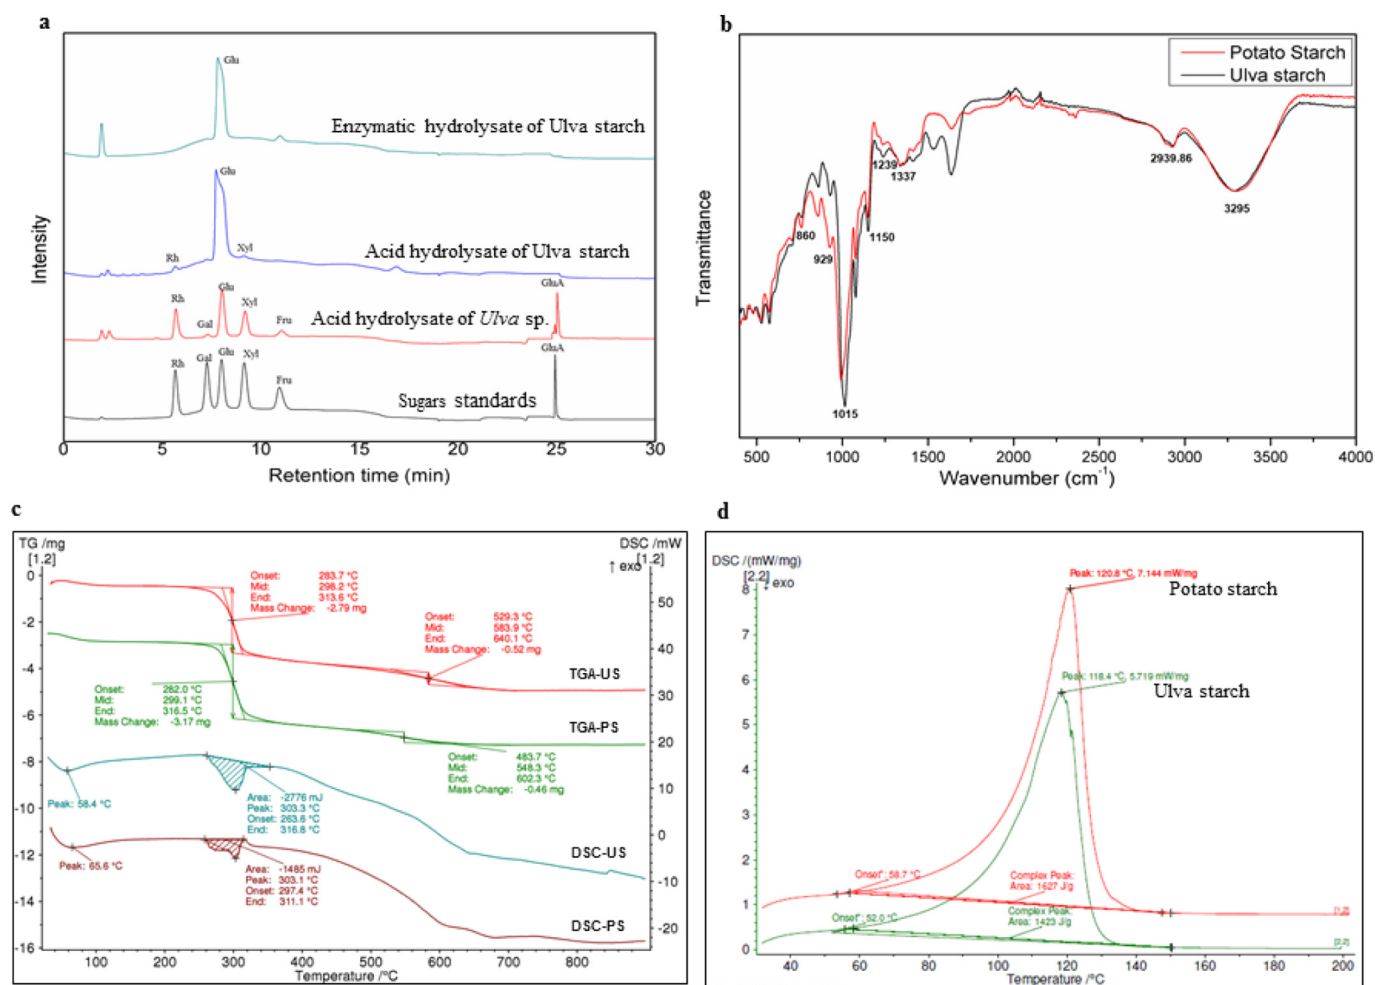 a
Glu
Enzymatic hydrolysate of Ulva starch
Glu
Rh
Xyl
Acid hydrolysate of Ulva starch
Rh
Gal
Glu
Xyl
Fru
GluA
Acid hydrolysate of Ulva sp.
Rh
Gal
Glu
Xyl
Fru
GluA
Sugars standards
Intensity
0 5 10 15 20 25 30
Retention time (min)
b
Potato Starch
Ulva starch
860
929
1015
1150
1239
1337
2939.86
3295
Transmittance
500 1000 1500 2000 2500 3000 3500 4000
Wavenumber (cm-1)
c
TG /mg
[1.2]
DSC /mW
[1.2]
↑ exo
0
-2
-4
-6
-8
-10
-12
-14
-16
50
40
30
20
10
0
-10
-20
Onset: 283.7 °C
Mid: 298.2 °C
End: 313.6 °C
Mass Change: -2.79 mg
Onset: 529.3 °C
Mid: 583.9 °C
End: 640.1 °C
Mass Change: -0.52 mg
TGA-US
Onset: 282.0 °C
Mid: 299.1 °C
End: 316.5 °C
Mass Change: -3.17 mg
TGA-PS
Onset: 483.7 °C
Mid: 548.3 °C
End: 602.3 °C
Mass Change: -0.46 mg
Peak: 58.4 °C
Area: -2776 mJ
Peak: 303.3 °C
Onset: 263.6 °C
End: 316.8 °C
DSC-US
Peak: 65.6 °C
Area: -1485 mJ
Peak: 303.1 °C
Onset: 297.4 °C
End: 311.1 °C
DSC-PS
100 200 300 400 500 600 700 800
Temperature /°C
d
DSC /(mW/mg)
[2.2]
exo
8
7
6
5
4
3
2
1
0
Peak: 120.8 °C, 7.144 mW/mg
Potato starch
Peak: 118.4 °C, 5.719 mW/mg
Ulva starch
Onset*: 58.7 °C
Complex Peak:
Area: 1627 J/g
[1.2]
Onset*: 52.0 °C
Complex Peak:
Area: 1423 J/g
[2.2]
40 60 80 100 120 140 160 180 200
Temperature /°C